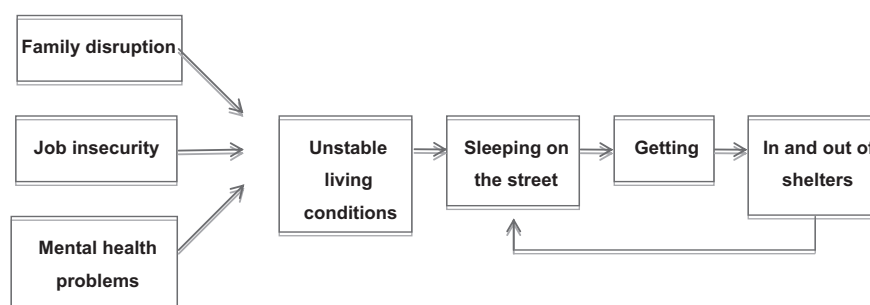 Family disruption
Job insecurity
Mental health
problems
Unstable
living
conditions
Sleeping on
the street
Getting
In and out of
shelters